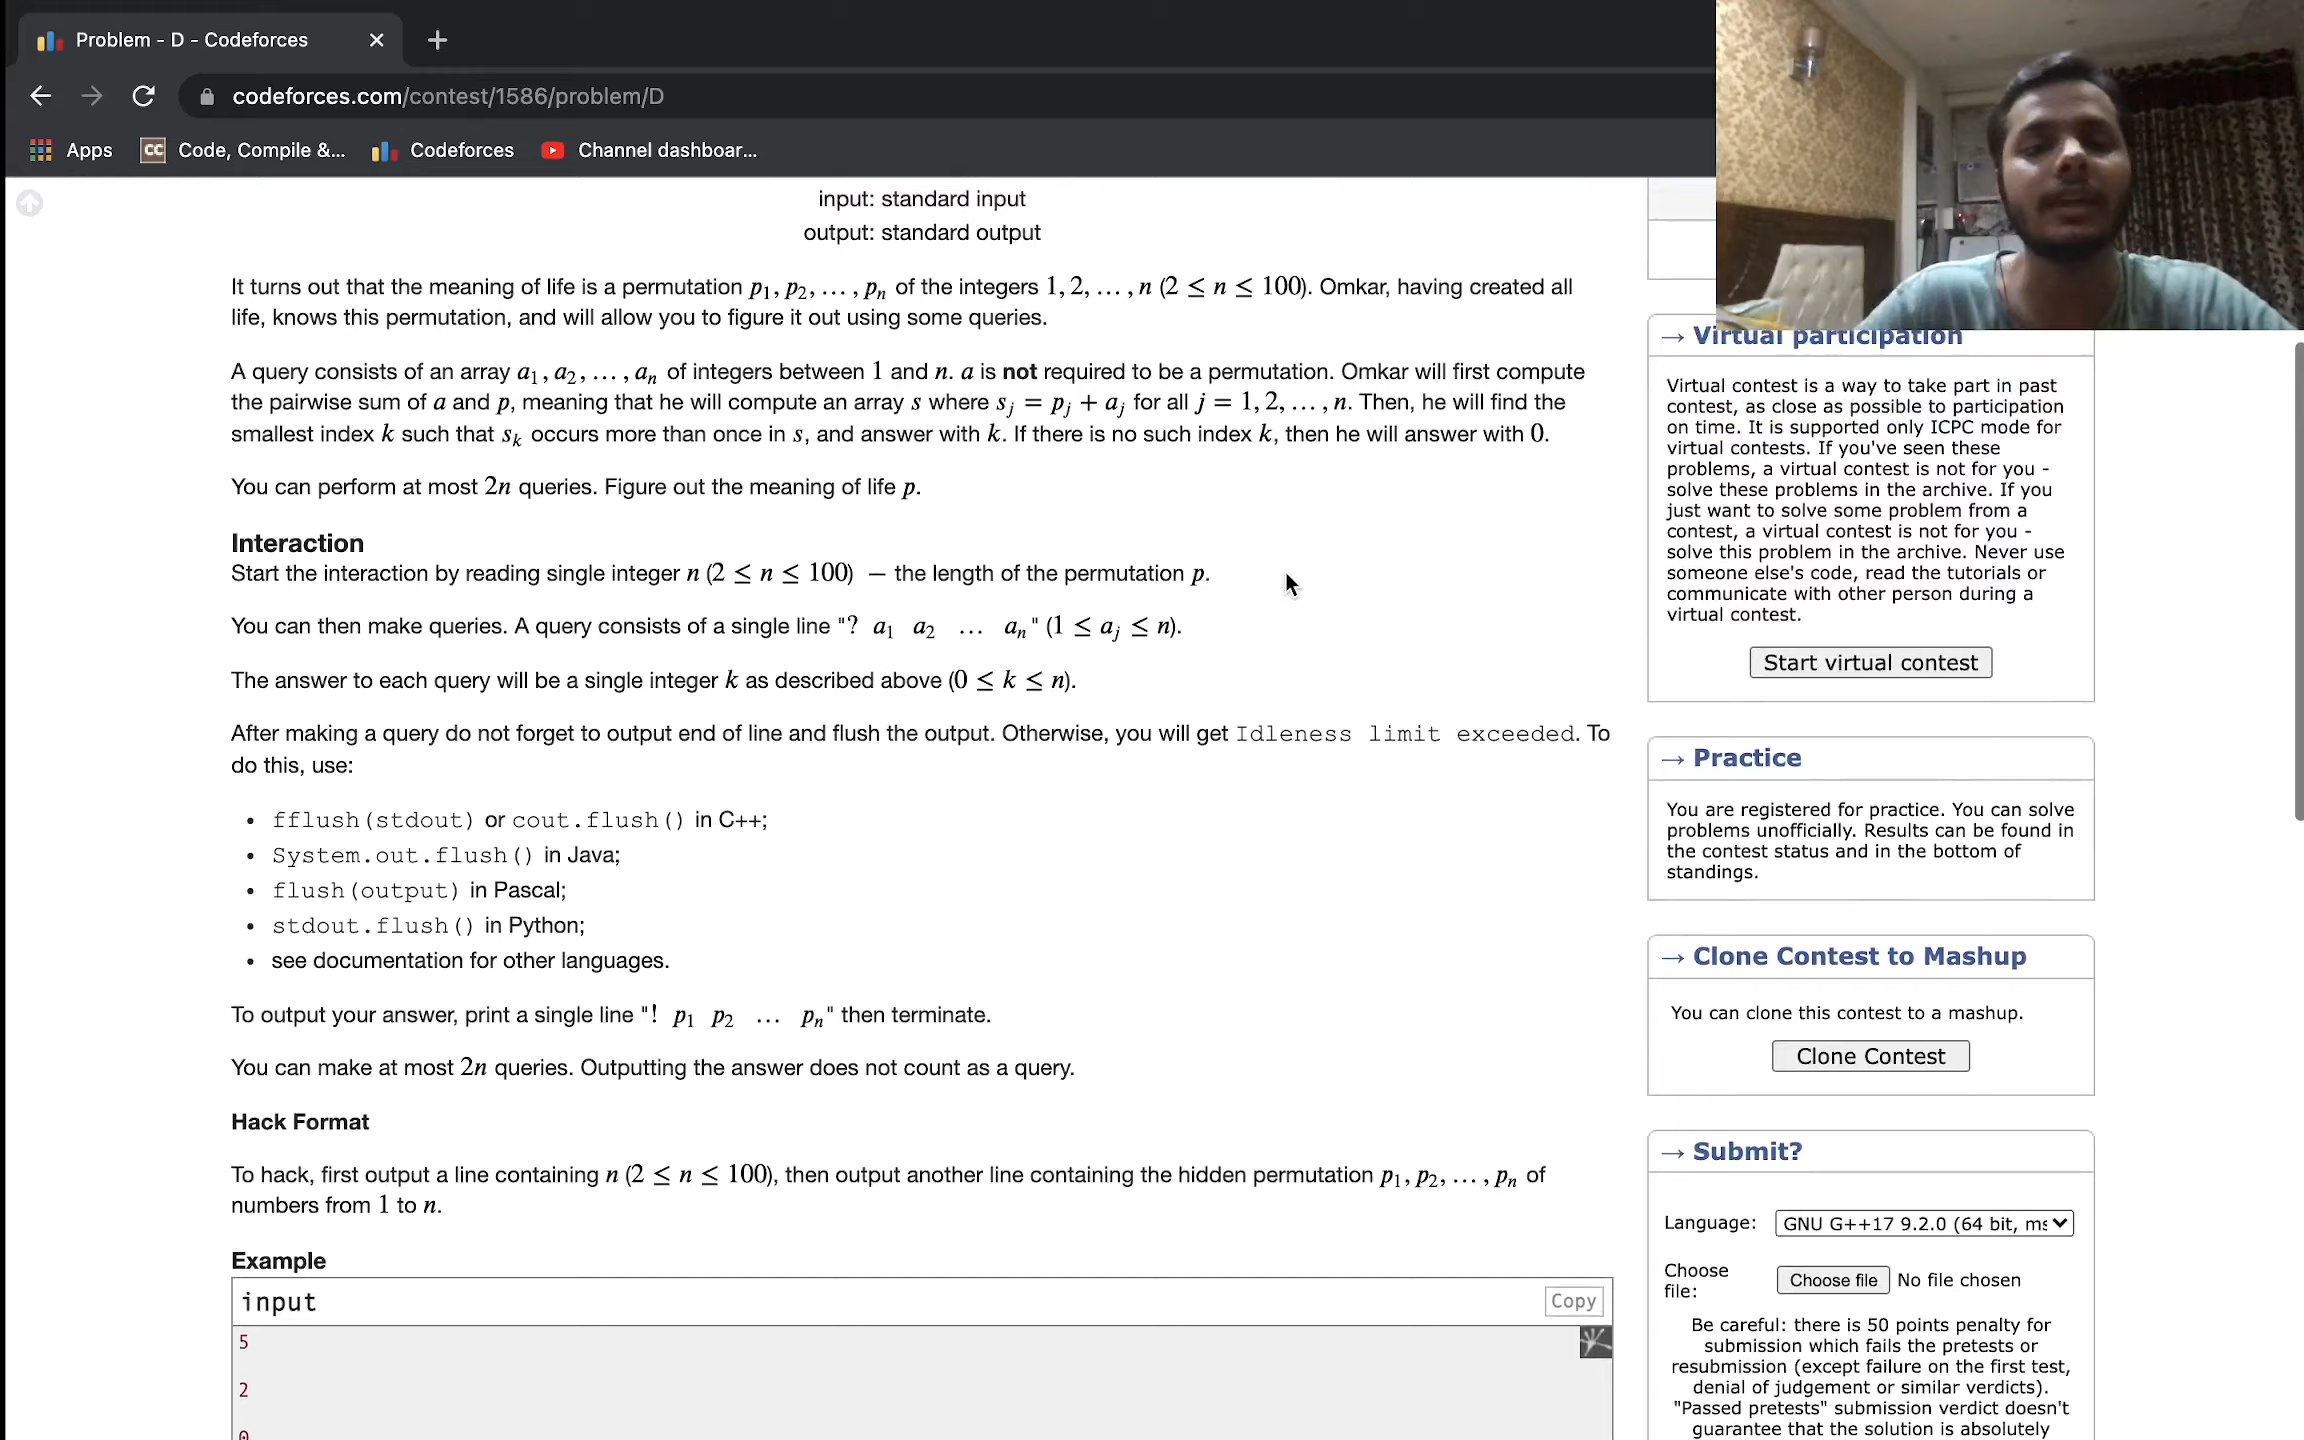 Problem - D - Codeforces
codeforces.com/contest/1586/problem/D
Apps CC Code, Compile &... Codeforces Channel dashboar...
input: standard input
output: standard output
It turns out that the meaning of life is a permutation p1, p2, …, pn of the integers 1, 2, …, n (2 ≤ n ≤ 100). Omkar, having created all
life, knows this permutation, and will allow you to figure it out using some queries.
A query consists of an array a1, a2, …, an of integers between 1 and n. a is not required to be a permutation. Omkar will first compute
the pairwise sum of a and p, meaning that he will compute an array s where sj = pj + aj for all j = 1, 2, …, n. Then, he will find the
smallest index k such that sk occurs more than once in s, and answer with k. If there is no such index k, then he will answer with 0.
You can perform at most 2n queries. Figure out the meaning of life p.
Interaction
Start the interaction by reading single integer n (2 ≤ n ≤ 100) — the length of the permutation p.
You can then make queries. A query consists of a single line "? a1 a2 … an" (1 ≤ aj ≤ n).
The answer to each query will be a single integer k as described above (0 ≤ k ≤ n).
After making a query do not forget to output end of line and flush the output. Otherwise, you will get Idleness limit exceeded. To
do this, use:
• fflush(stdout) or cout.flush() in C++;
• System.out.flush() in Java;
• flush(output) in Pascal;
• stdout.flush() in Python;
• see documentation for other languages.
To output your answer, print a single line "! p1 p2 … pn" then terminate.
You can make at most 2n queries. Outputting the answer does not count as a query.
Hack Format
To hack, first output a line containing n (2 ≤ n ≤ 100), then output another line containing the hidden permutation p1, p2, …, pn of
numbers from 1 to n.
Example
input Copy
5
2
0
→ Virtual participation
Virtual contest is a way to take part in past
contest, as close as possible to participation
on time. It is supported only ICPC mode for
virtual contests. If you've seen these
problems, a virtual contest is not for you -
solve these problems in the archive. If you
just want to solve some problem from a
contest, a virtual contest is not for you -
solve this problem in the archive. Never use
someone else's code, read the tutorials or
communicate with other person during a
virtual contest.
Start virtual contest
→ Practice
You are registered for practice. You can solve
problems unofficially. Results can be found in
the contest status and in the bottom of
standings.
→ Clone Contest to Mashup
You can clone this contest to a mashup.
Clone Contest
→ Submit?
Language: GNU G++17 9.2.0 (64 bit, ms
Choose
file: Choose file No file chosen
Be careful: there is 50 points penalty for
submission which fails the pretests or
resubmission (except failure on the first test,
denial of judgement or similar verdicts).
"Passed pretests" submission verdict doesn't
guarantee that the solution is absolutely